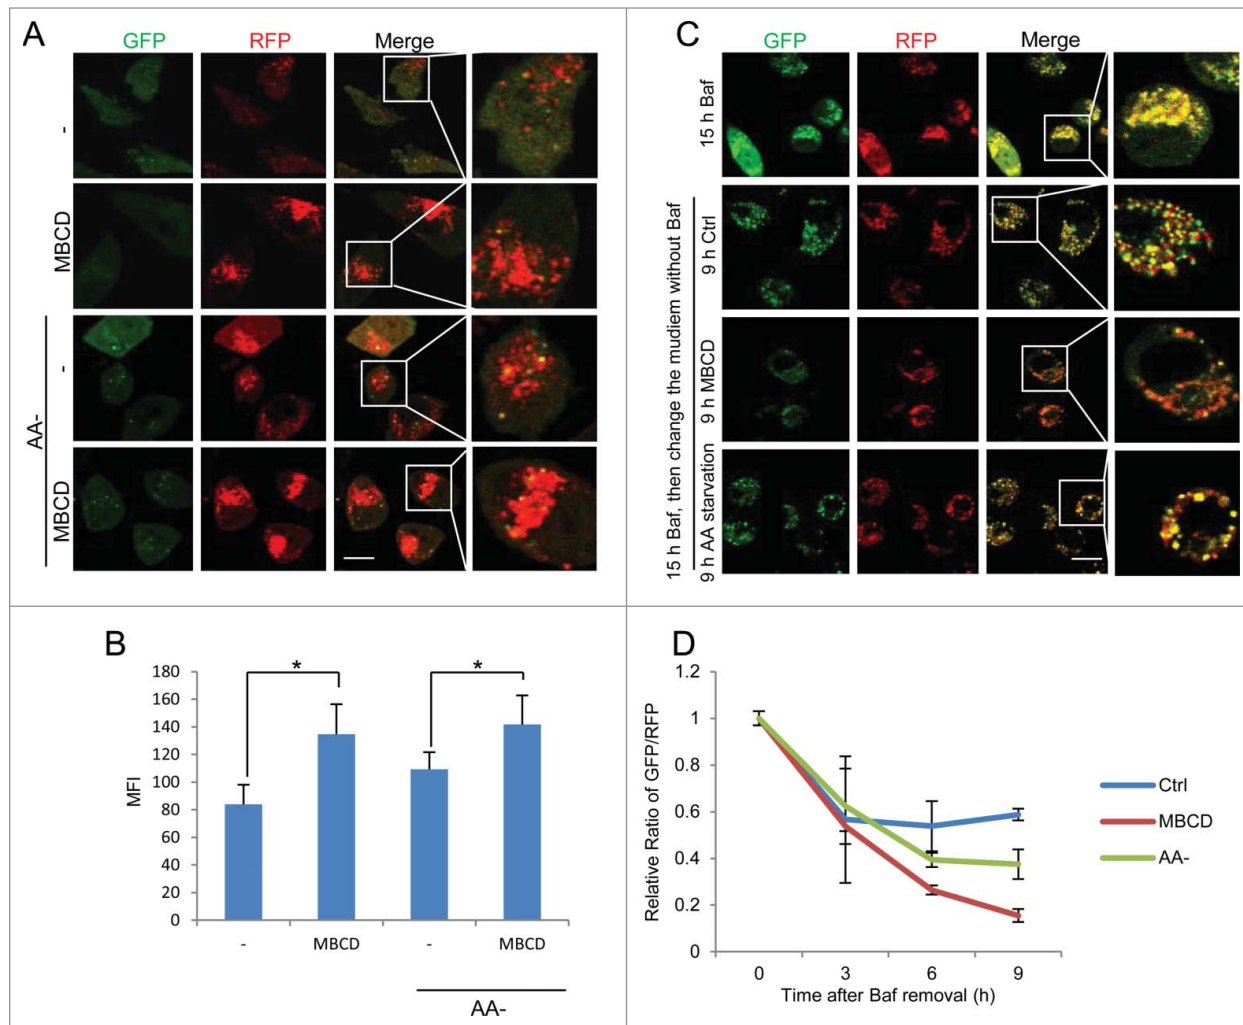 A
GFP RFP Merge
-
MBCD
-
MBCD
AA-
C
GFP RFP Merge
15 h Baf
9 h Ctrl
9 h MBCD
9 h AA starvation
15 h Baf, then change the mudiem without Baf
B
180
160
140
120
100
80
60
40
20
0
MFI
* *
- MBCD - MBCD
AA-
D
1.2
1
0.8
0.6
0.4
0.2
0
Relative Ratio of GFP/RFP
0 3 6 9
Time after Baf removal (h)
Ctrl
MBCD
AA-